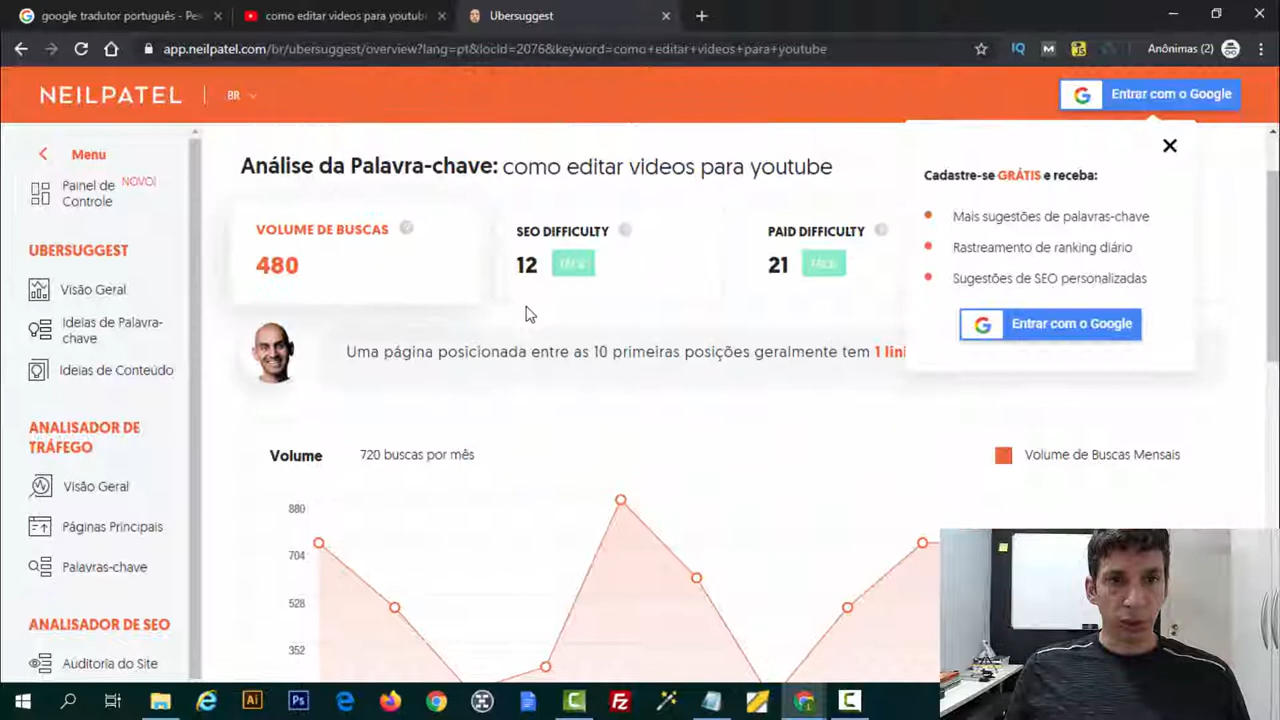 google tradutor português - Pes
como editar videos para youtube
Ubersuggest
app.neilpatel.com/br/ubersuggest/overview?lang=pt&locId=2076&keyword=como+editar+videos+para+youtube
Anônimas (2)
NEILPATEL
BR
Entrar com o Google
Menu
Painel de NOVO!
Controle
UBERSUGGEST
Visão Geral
Ideias de Palavra-
chave
Ideias de Conteúdo
ANALISADOR DE
TRÁFEGO
Visão Geral
Páginas Principais
Palavras-chave
ANALISADOR DE SEO
Auditoria do Site
Análise da Palavra-chave: como editar videos para youtube
VOLUME DE BUSCAS
480
SEO DIFFICULTY
12 FÁCIL
PAID DIFFICULTY
21 FÁCIL
Cadastre-se GRÁTIS e receba:
Mais sugestões de palavras-chave
Rastreamento de ranking diário
Sugestões de SEO personalizadas
Entrar com o Google
Uma página posicionada entre as 10 primeiras posições geralmente tem 1 lin
Volume
720 buscas por mês
Volume de Buscas Mensais
880
704
528
352